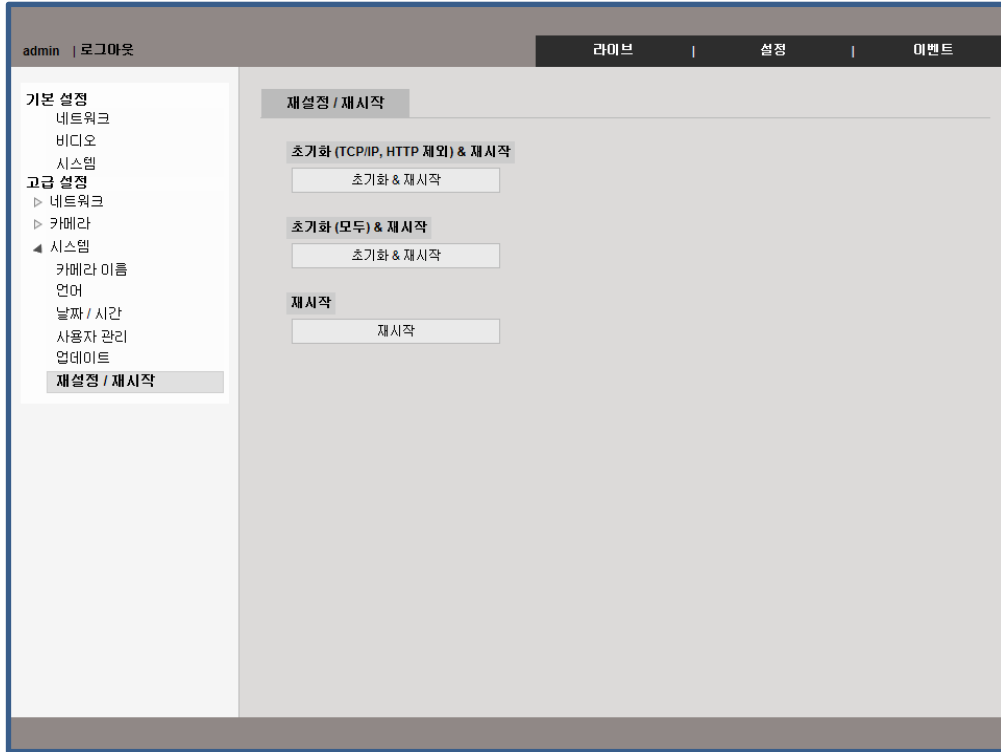 admin | 로그아웃
라이브 | 설정 | 이벤트
기본 설정
네트워크
비디오
시스템
고급 설정
네트워크
카메라
시스템
카메라 이름
언어
날짜 / 시간
사용자 관리
업데이트
재설정 / 재시작
재설정 / 재시작
초기화 (TCP/IP, HTTP 제외) & 재시작
초기화 & 재시작
초기화 (모두) & 재시작
초기화 & 재시작
재시작
재시작